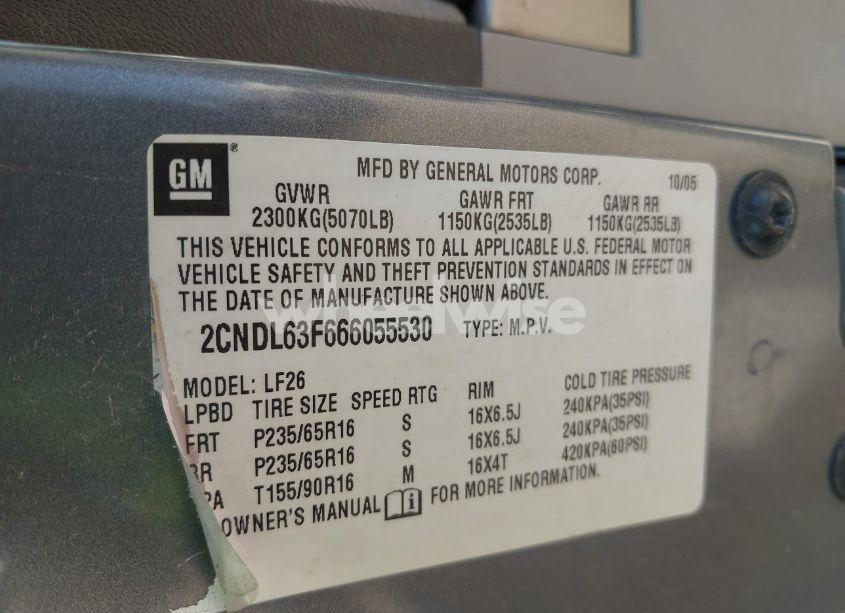 GM®
MFD BY GENERAL MOTORS CORP. 10/05
GVWR GAWR FRT GAWR RR
2300KG(5070LB) 1150KG(2535LB) 1150KG(2535LB)
THIS VEHICLE CONFORMS TO ALL APPLICABLE U.S. FEDERAL MOTOR
VEHICLE SAFETY AND THEFT PREVENTION STANDARDS IN EFFECT ON
THE DATE OF MANUFACTURE SHOWN ABOVE.
wheelwise
2CNDL63F666055530 TYPE: M.P.V.
MODEL: LF26
LPBD TIRE SIZE SPEED RTG RIM COLD TIRE PRESSURE
FRT P235/65R16 S 16X6.5J 240KPA(35PSI)
RR P235/65R16 S 16X6.5J 240KPA(35PSI)
PA T155/90R16 M 16X4T 420KPA(60PSI)
OWNER'S MANUAL i FOR MORE INFORMATION.